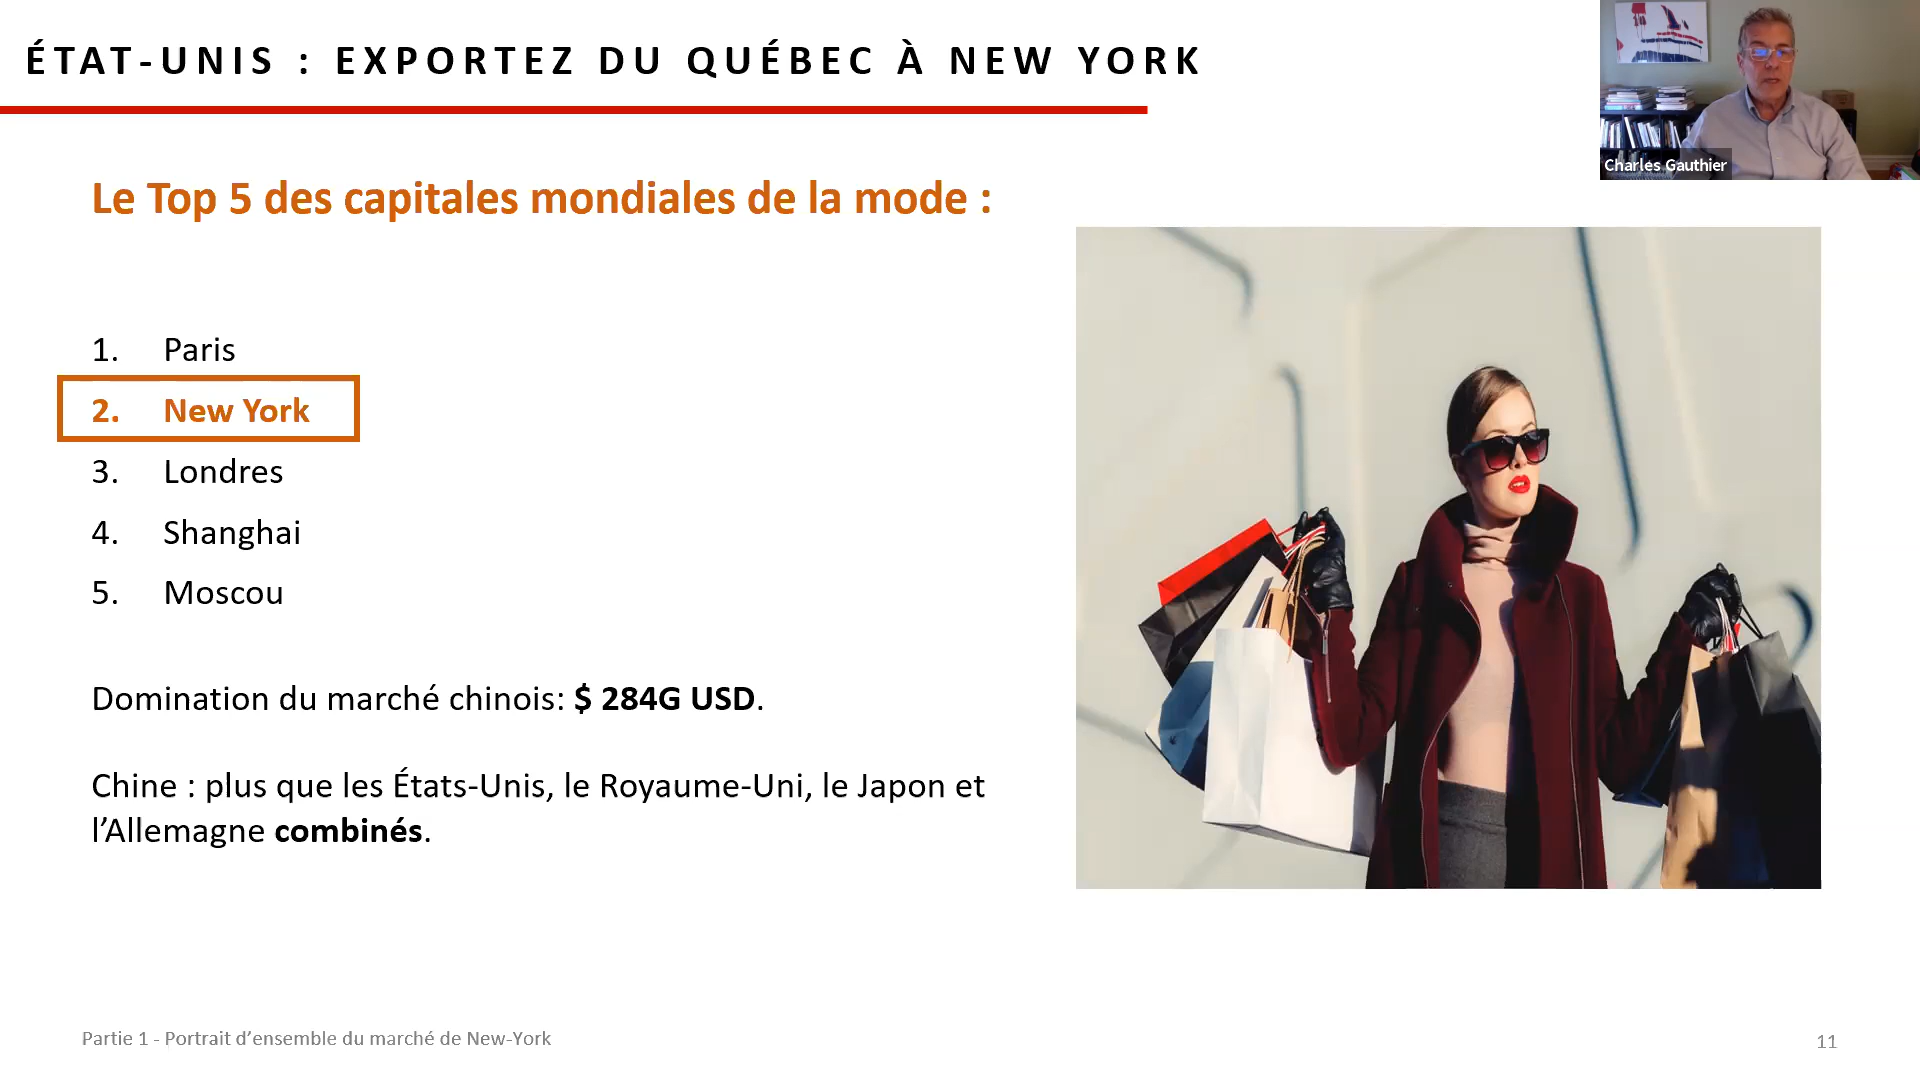 ÉTAT-UNIS : EXPORTEZ DU QUÉBEC À NEW YORK
Charles Gauthier
Le Top 5 des capitales mondiales de la mode :
1. Paris
2. New York
3. Londres
4. Shanghai
5. Moscou
Domination du marché chinois: $ 284G USD.
Chine : plus que les États-Unis, le Royaume-Uni, le Japon et
l’Allemagne combinés.
Partie 1 - Portrait d’ensemble du marché de New-York
11